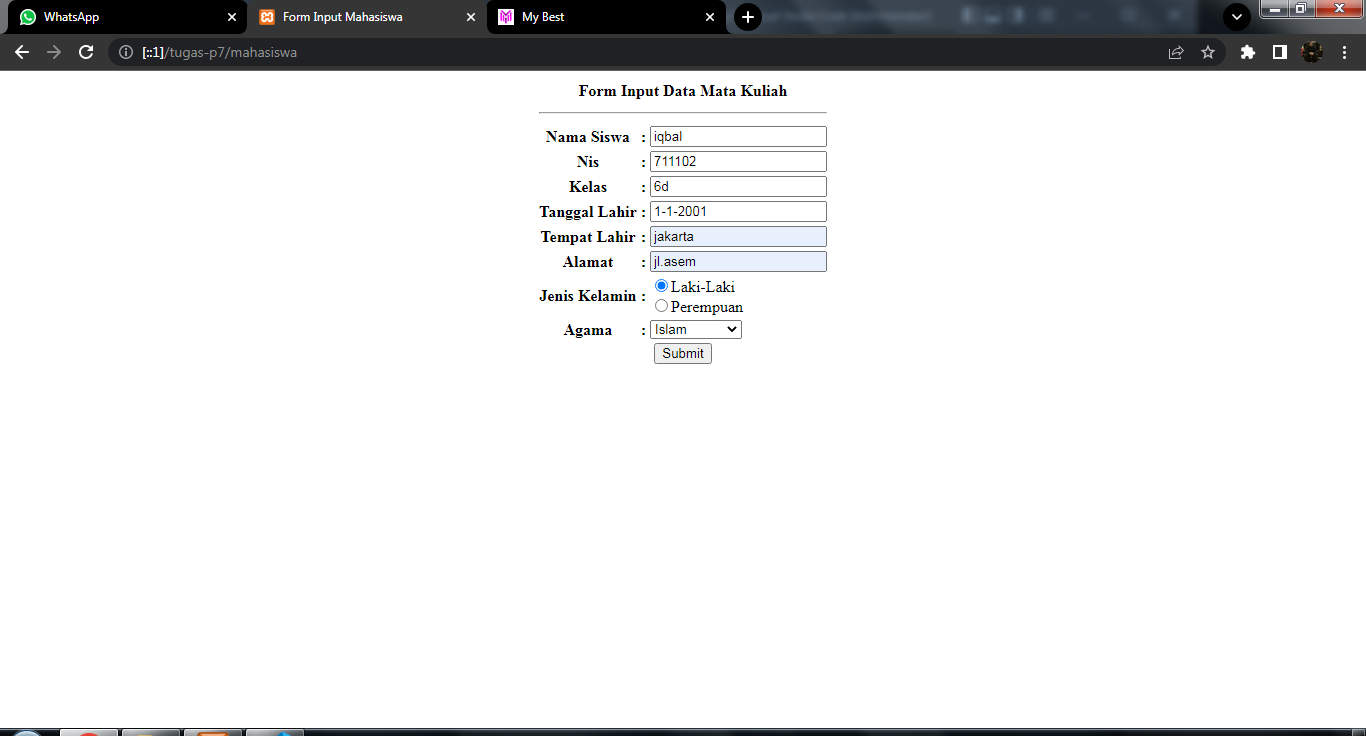 WhatsApp
Form Input Mahasiswa
My Best
[::1]/tugas-p7/mahasiswa
Form Input Data Mata Kuliah
Nama Siswa : iqbal
Nis : 711102
Kelas : 6d
Tanggal Lahir : 1-1-2001
Tempat Lahir : jakarta
Alamat : jl.asem
Jenis Kelamin : Laki-Laki
Perempuan
Agama : Islam
Submit